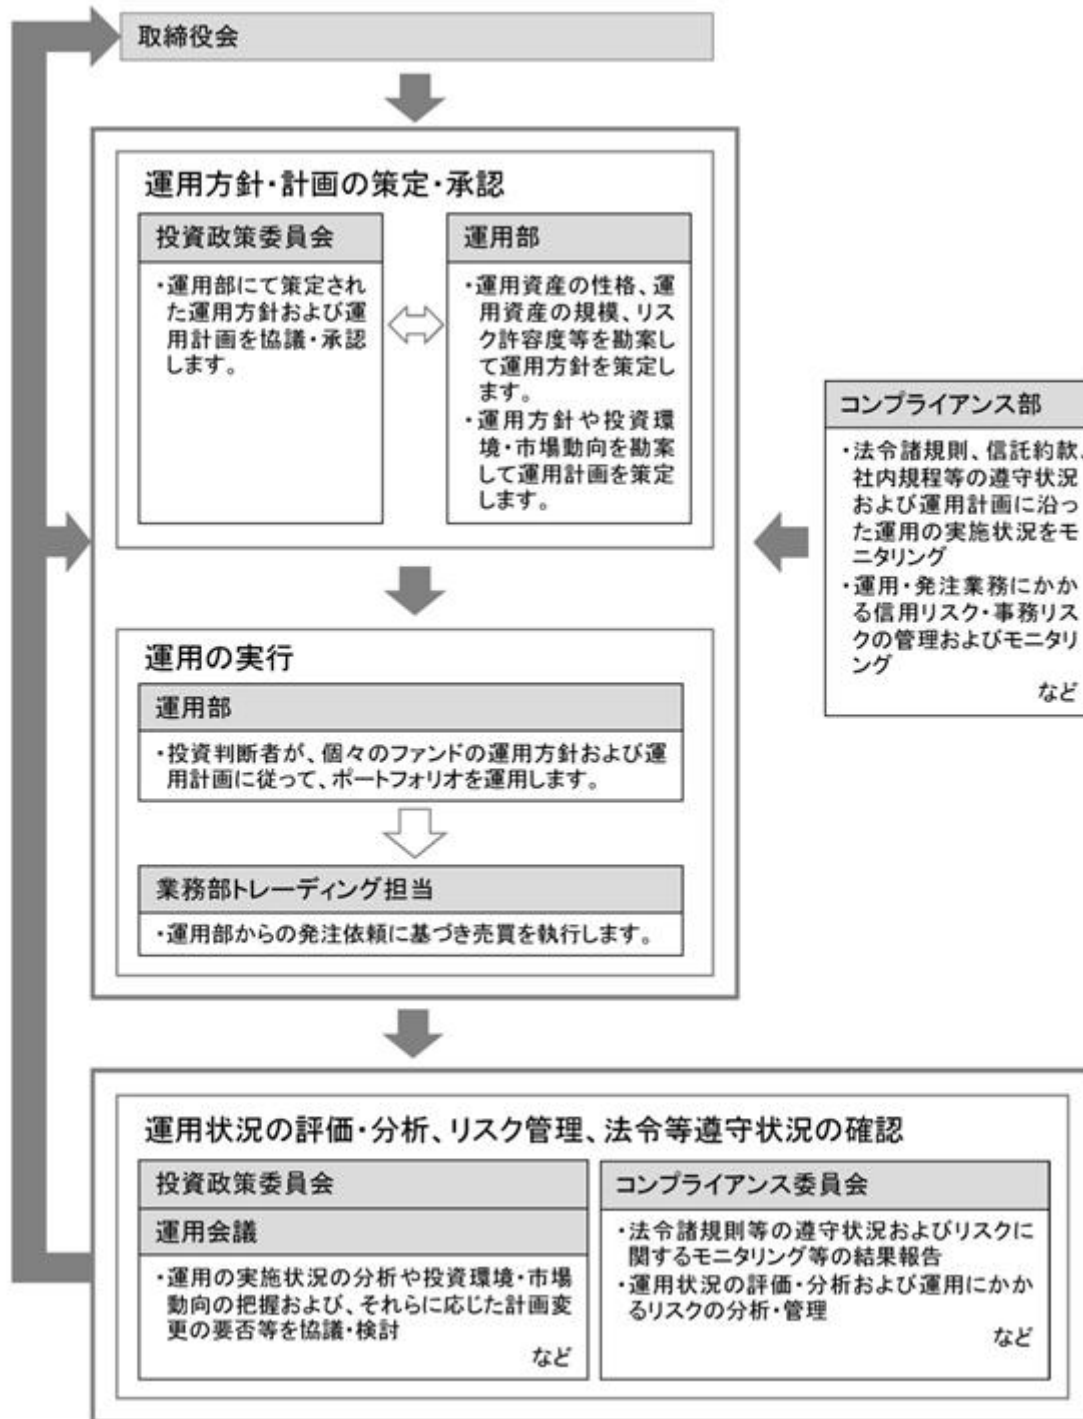 取締役会
運用方針・計画の策定・承認
投資政策委員会
・運用部にて策定され
た運用方針および運
用計画を協議・承認
します。
運用部
・運用資産の性格、運
用資産の規模、リス
ク許容度等を勘案し
て運用方針を策定し
ます。
・運用方針や投資環
境・市場動向を勘案
して運用計画を策定
します。
コンプライアンス部
・法令諸規則、信託約款、
社内規程等の遵守状況
および運用計画に沿っ
た運用の実施状況をモ
ニタリング
・運用・発注業務にかか
る信用リスク・事務リス
クの管理およびモニタリ
ング
など
運用の実行
運用部
・投資判断者が、個々のファンドの運用方針および運
用計画に従って、ポートフォリオを運用します。
業務部トレーディング担当
・運用部からの発注依頼に基づき売買を執行します。
運用状況の評価・分析、リスク管理、法令等遵守状況の確認
投資政策委員会
運用会議
・運用の実施状況の分析や投資環境・市場
動向の把握および、それらに応じた計画変
更の要否等を協議・検討
など
コンプライアンス委員会
・法令諸規則等の遵守状況およびリスクに
関するモニタリング等の結果報告
・運用状況の評価・分析および運用にかか
るリスクの分析・管理
など